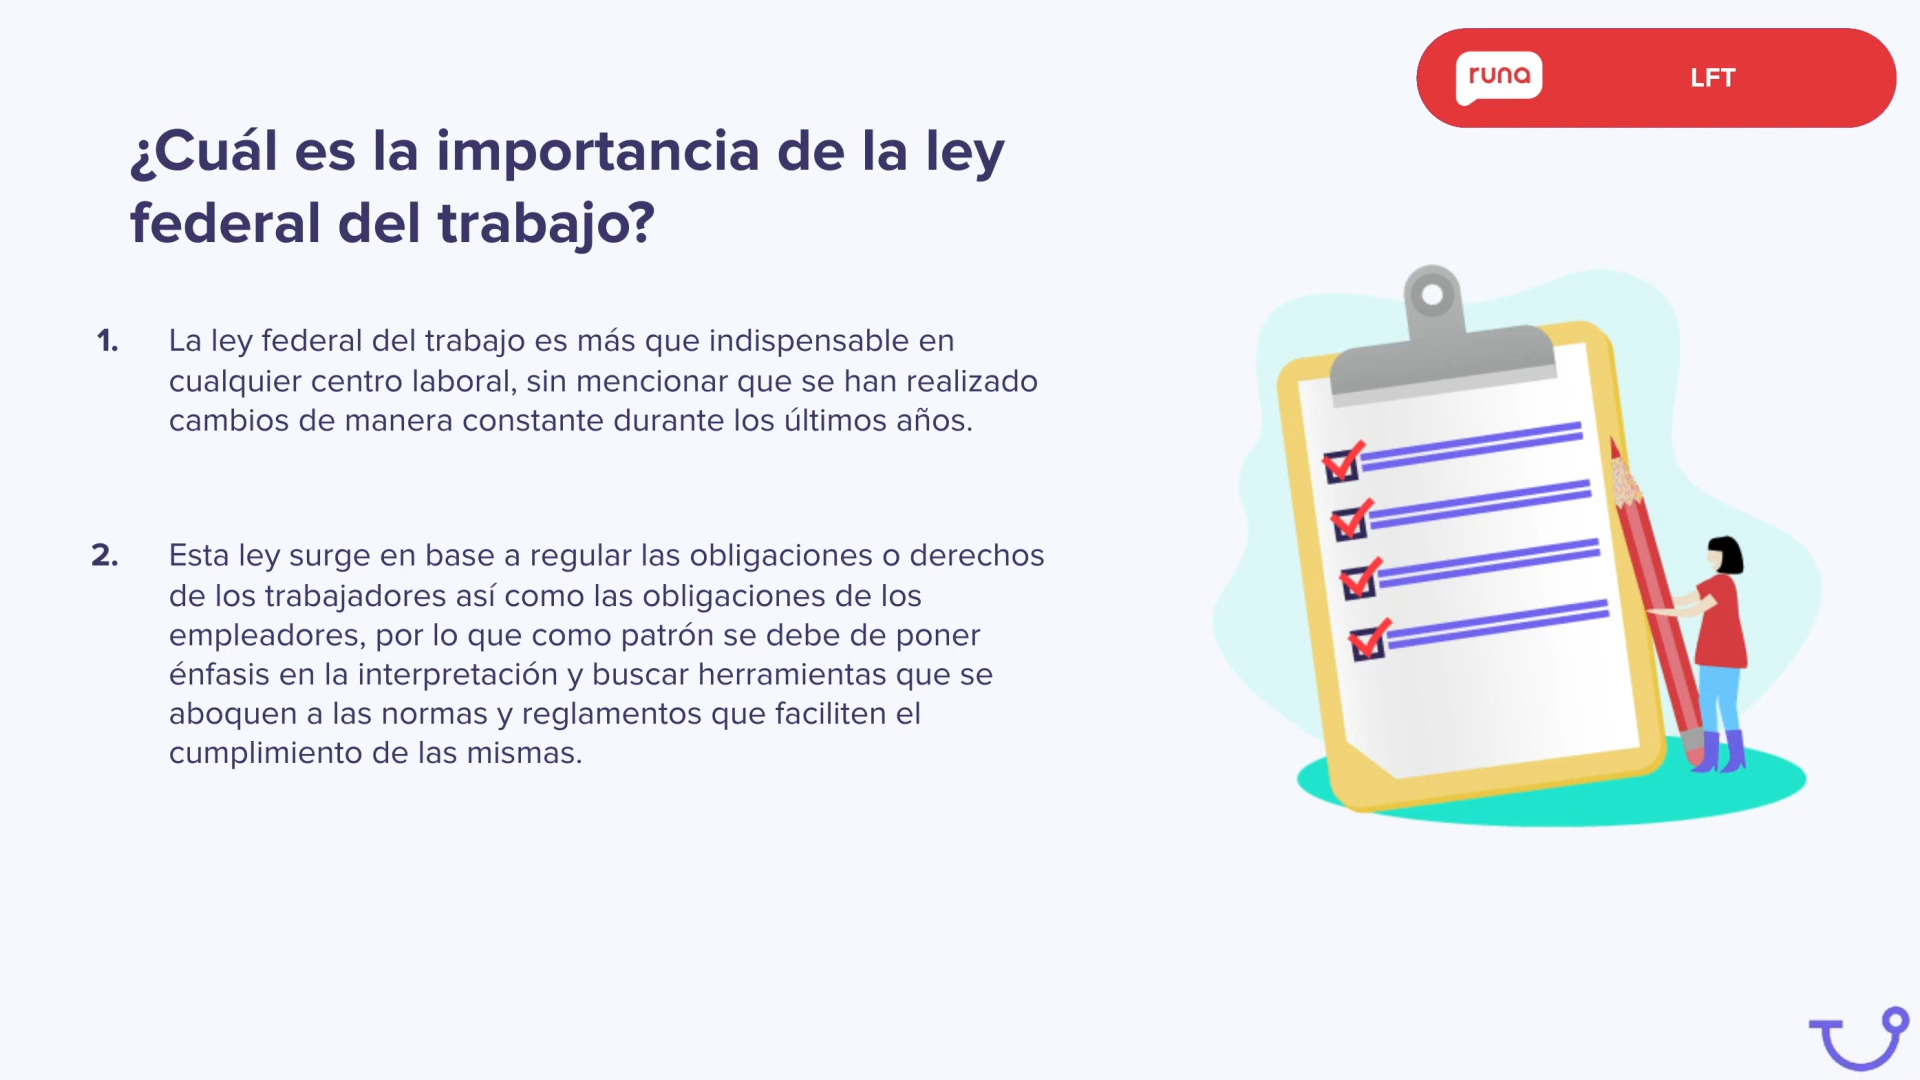 runa
LFT
¿Cuál es la importancia de la ley
federal del trabajo?
1. La ley federal del trabajo es más que indispensable en
cualquier centro laboral, sin mencionar que se han realizado
cambios de manera constante durante los últimos años.
2. Esta ley surge en base a regular las obligaciones o derechos
de los trabajadores así como las obligaciones de los
empleadores, por lo que como patrón se debe de poner
énfasis en la interpretación y buscar herramientas que se
aboquen a las normas y reglamentos que faciliten el
cumplimiento de las mismas.